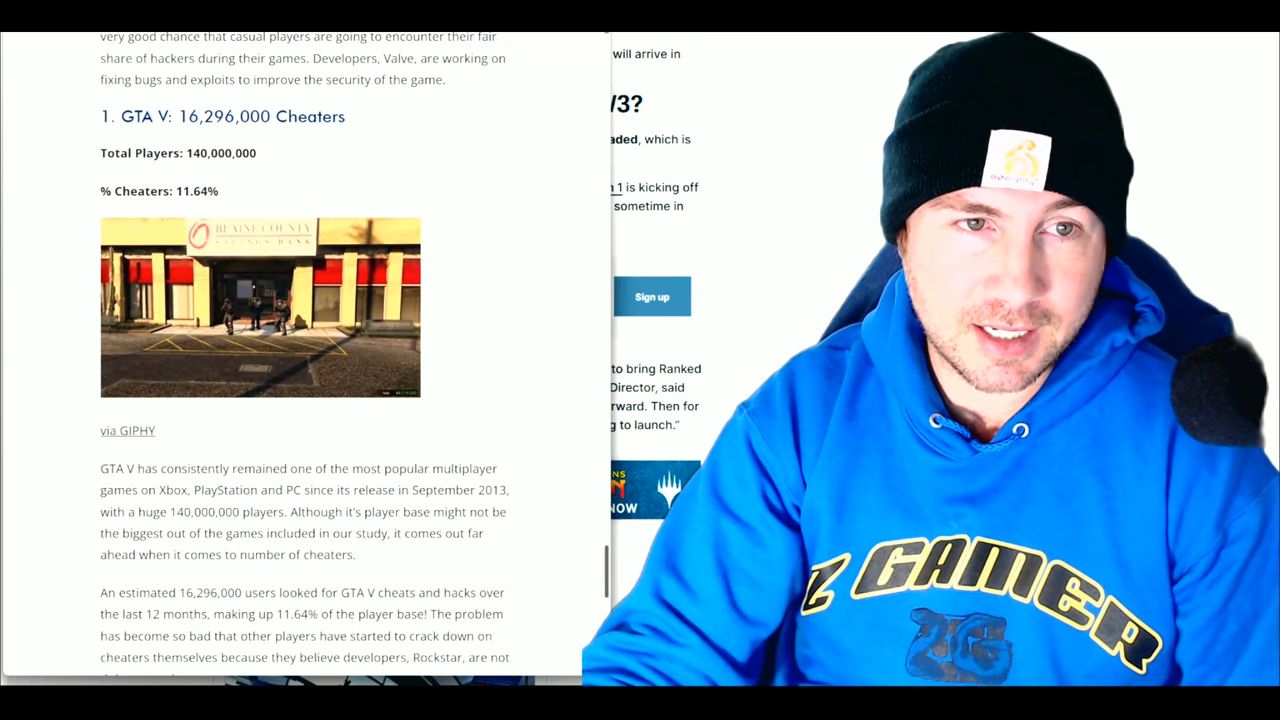 very good chance that casual players are going to encounter their fair
share of hackers during their games. Developers, Valve, are working on
fixing bugs and exploits to improve the security of the game.
1. GTA V: 16,296,000 Cheaters
Total Players: 140,000,000
% Cheaters: 11.64%
BLAINE COUNTY
SAVINGS BANK
via GIPHY
GTA V has consistently remained one of the most popular multiplayer
games on Xbox, PlayStation and PC since its release in September 2013,
with a huge 140,000,000 players. Although it's player base might not be
the biggest out of the games included in our study, it comes out far
ahead when it comes to number of cheaters.
An estimated 16,296,000 users looked for GTA V cheats and hacks over
the last 12 months, making up 11.64% of the player base! The problem
has become so bad that other players have started to crack down on
cheaters themselves because they believe developers, Rockstar, are not
will arrive in
/3?
aded, which is
1 is kicking off
sometime in
Sign up
to bring Ranked
Director, said
rward. Then for
g to launch."
NS
NOW
Z GAMER
ZG